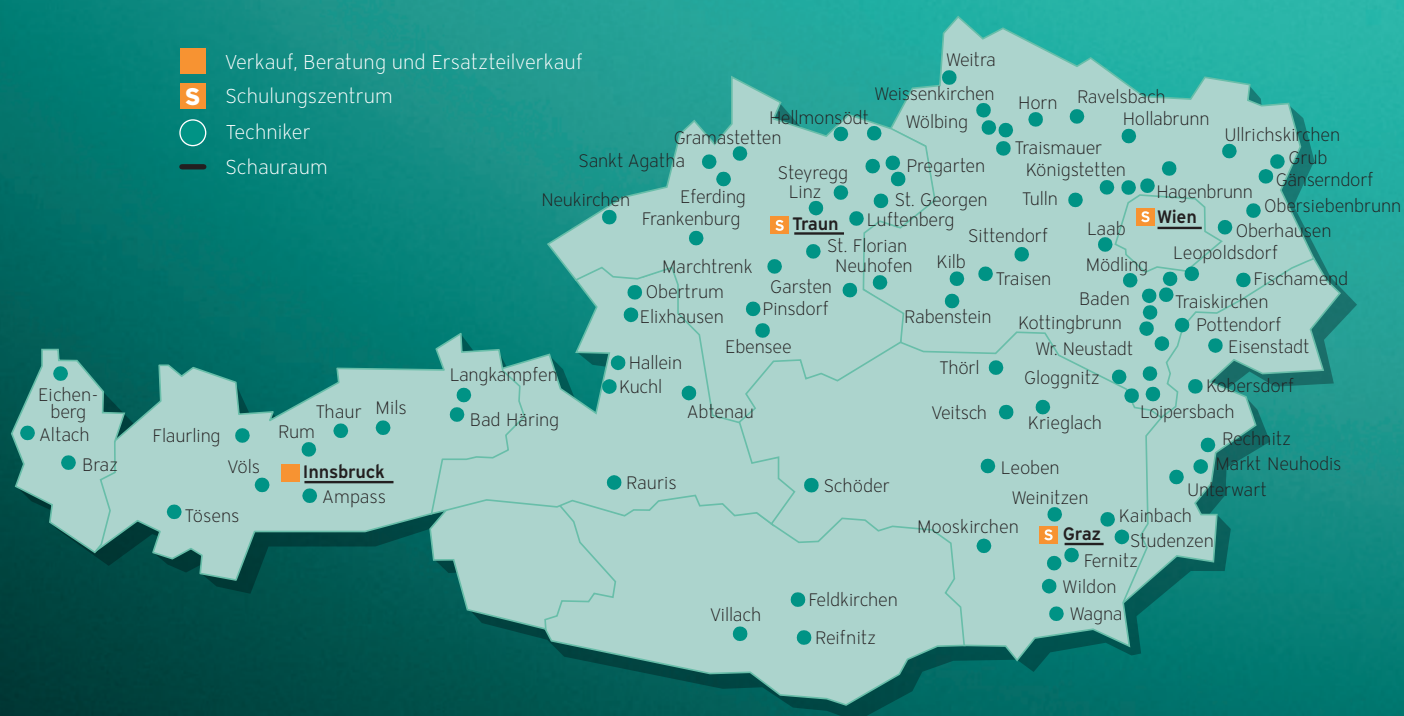 Verkauf, Beratung und Ersatzteilverkauf
S Schulungszentrum
Techniker
Schauraum
Weitra
Weissenkirchen
Horn
Ravelsbach
Hellmonsödt
Wölbing
Hollabrunn
Gramastetten
Traismauer
Ullrichskirchen
Sankt Agatha
Pregarten
Königstetten
Grub
Steyregg
Gänserndorf
Eferding
Linz
Hagenbrunn
Neukirchen
St. Georgen
Tulln
Obersiebenbrunn
Frankenburg
S Traun
Luftenberg
Laab
S Wien
Oberhausen
St. Florian
Sittendorf
Leopoldsdorf
Marchtrenk
Neuhofen
Kilb
Mödling
Traisen
Fischamend
Obertrum
Garsten
Baden
Traiskirchen
Elixhausen
Pinsdorf
Rabenstein
Kottingbrunn
Pottendorf
Ebensee
Wr. Neustadt
Eisenstadt
Hallein
Thörl
Langkampfen
Gloggnitz
Kuchl
Kobersdorf
Eichen-
berg
Thaur
Mils
Abtenau
Veitsch
Loipersbach
Bad Häring
Krieglach
Altach
Flaurling
Rum
Rechnitz
Braz
Völs
Innsbruck
Leoben
Markt Neuhodis
Rauris
Schöder
Unterwart
Ampass
Weinitzen
Tösens
Kainbach
Mooskirchen
S Graz
Studenzen
Fernitz
Wildon
Feldkirchen
Villach
Wagna
Reifnitz